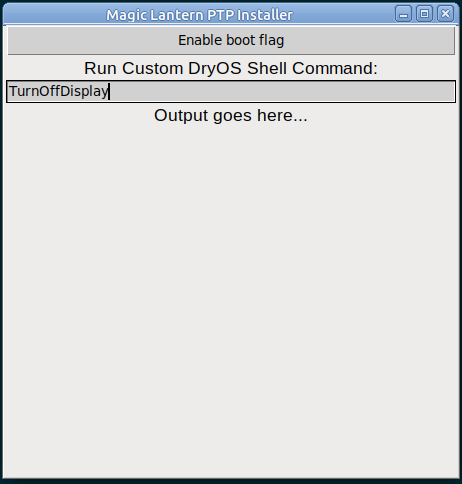 Magic Lantern PTP Installer
Enable boot flag
Run Custom DryOS Shell Command:
TurnOffDisplay
Output goes here...